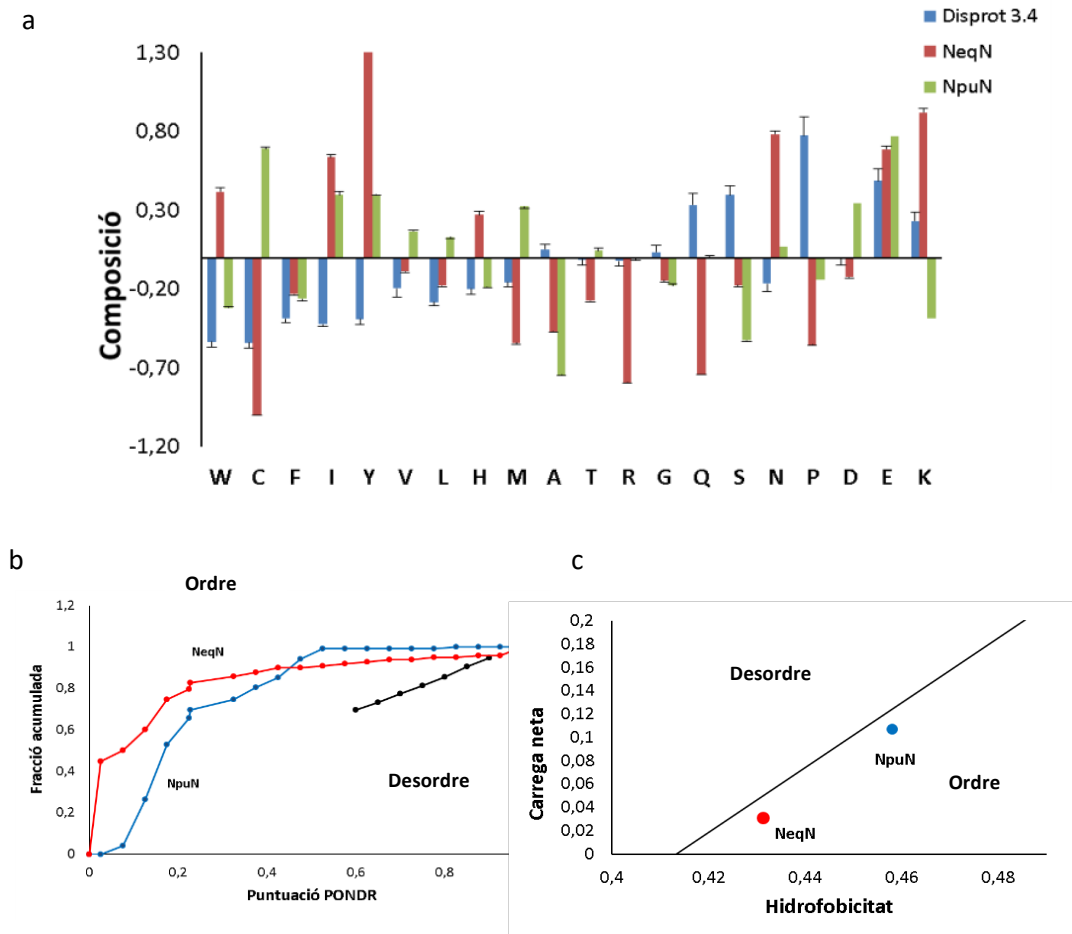 a
Disprot 3.4
NeqN
NpuN
1,30
0,80
0,30
-0,20
-0,70
-1,20
Composició
W C F I Y V L H M A T R G Q S N P D E K
b
Ordre
1,2
1
0,8
0,6
0,4
0,2
0
Fracció acumulada
NeqN
NpuN
Desordre
0 0,2 0,4 0,6 0,8
Puntuació PONDR
c
0,2
0,18
0,16
0,14
0,12
0,1
0,08
0,06
0,04
0,02
0
Carrega neta
Desordre
NpuN
Ordre
NeqN
0,4 0,42 0,44 0,46 0,48
Hidrofobicitat